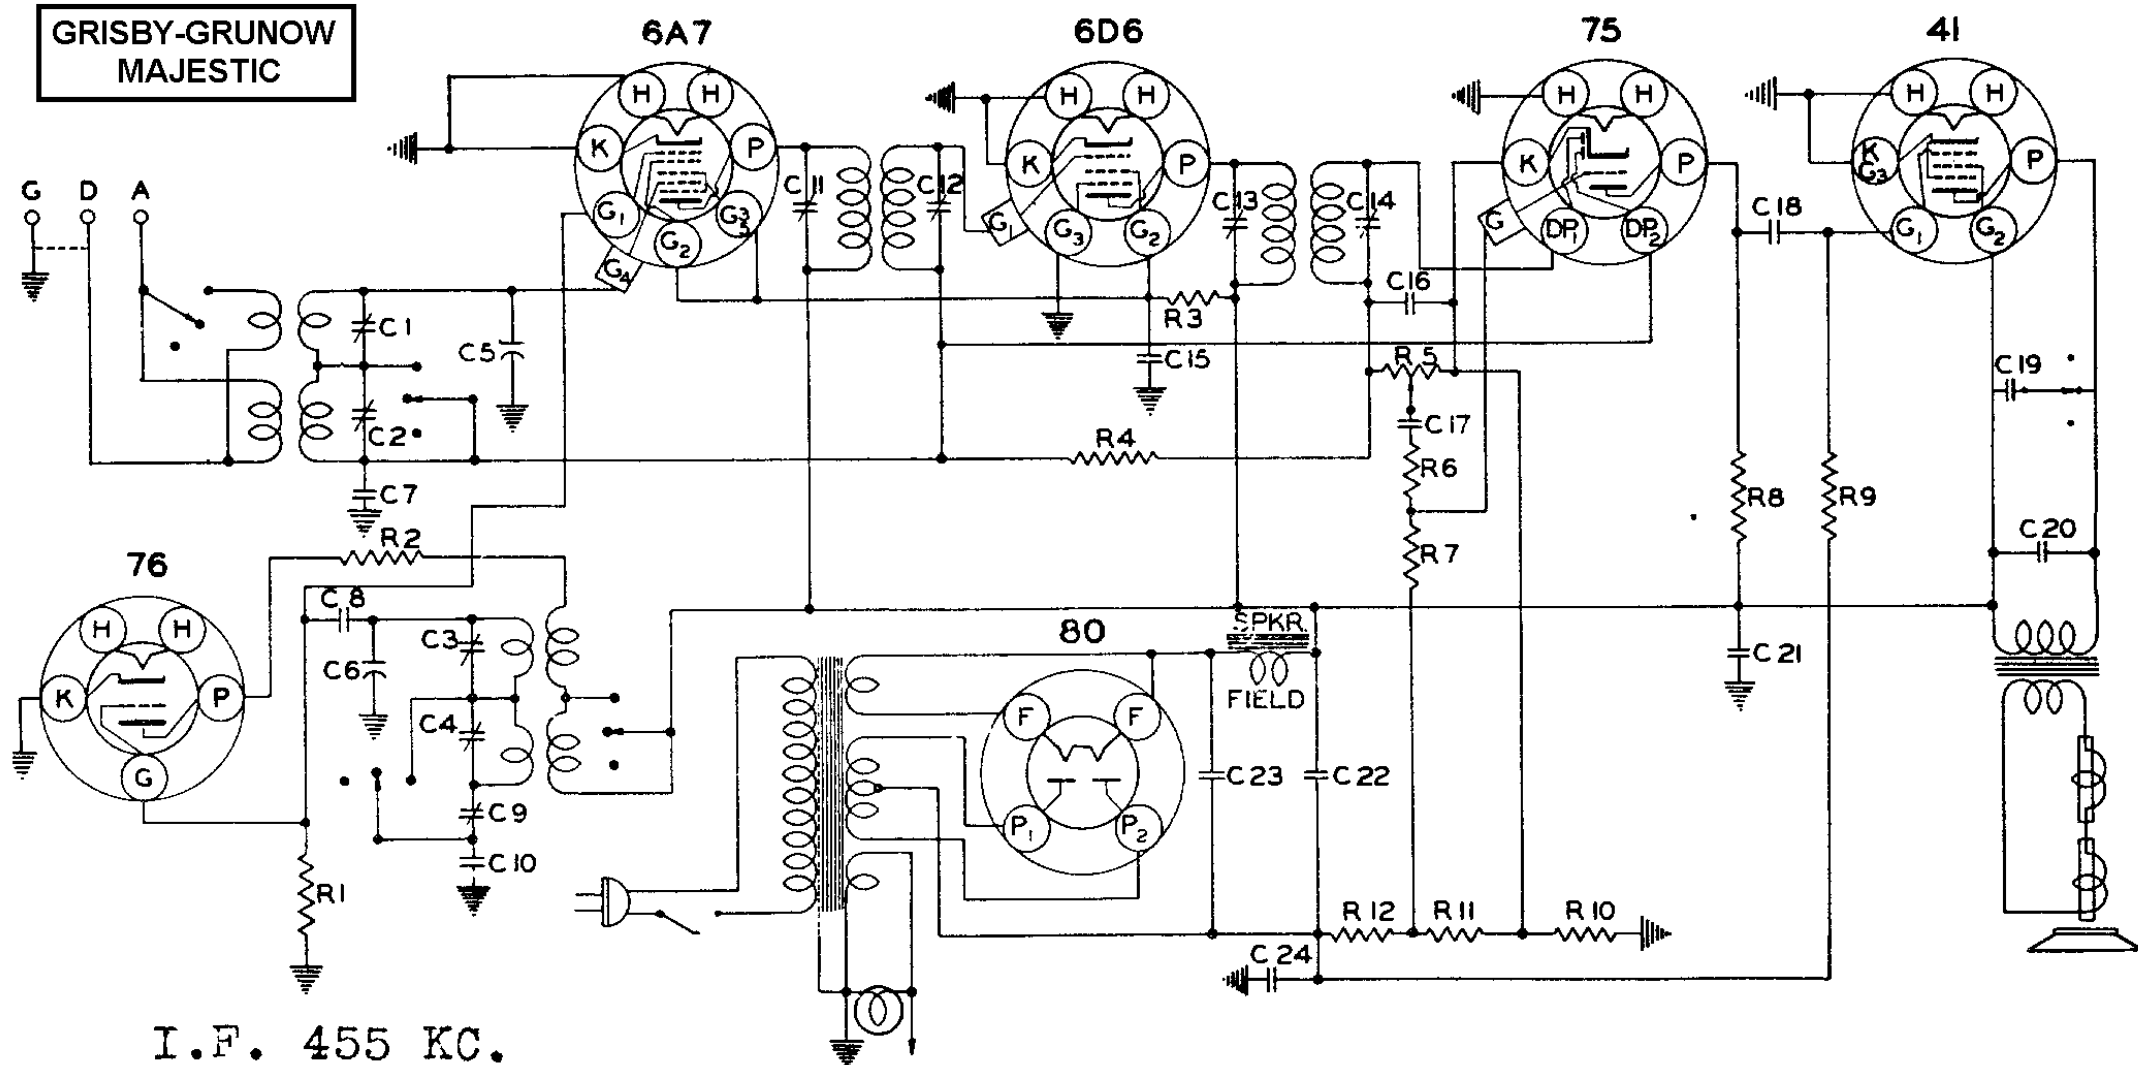 GRISBY-GRUNOW
MAJESTIC
6A7
6D6
75
41
H H
H H
H H
H H
K P
K P
K P
K G3 P
G1 G2 G3 5
G4
G1 G3 G2
G DP1 DP2
G1 G2
G D A
C11
C12
C13
C14
C18
C1
C5
C2
C7
R3
C15
C16
R5
C17
R4
R6
R7
R8
R9
C19
C20
76
R2
H H
K P
G
C8
C6
C3
C4
C9
C10
R1
80
SPKR.
FIELD
F F
P1 P2
C23
C22
C21
R12
R11
R10
C24
I.F. 455 KC.